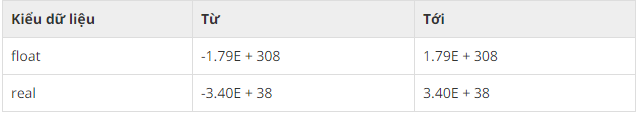 Kiểu dữ liệu Từ Tới
float -1.79E + 308 1.79E + 308
real -3.40E + 38 3.40E + 38